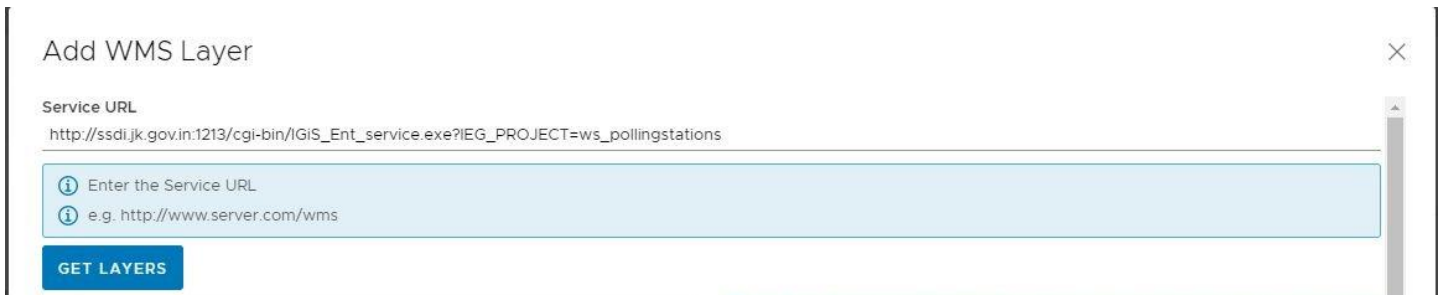 Add WMS Layer
Service URL
http://ssdi.jk.gov.in:1213/cgi-bin/IGiS_Ent_service.exe?IEG_PROJECT=ws_pollingstations
Enter the Service URL
e.g. http://www.server.com/wms
GET LAYERS